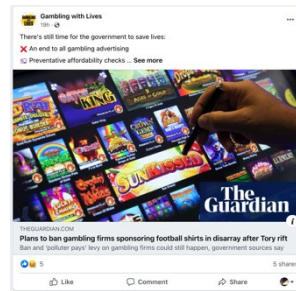 Gambling with Lives
19h
There's still time for the government to save lives:
An end to all gambling advertising
Preventative affordability checks ... See more
KING
SUNKISSED
The
Guardian
THEGUARDIAN.COM
Plans to ban gambling firms sponsoring football shirts in disarray after Tory rift
Ban and 'polluter pays' levy on gambling firms could still happen, government sources say
5
5 shares
Like
Comment
Share